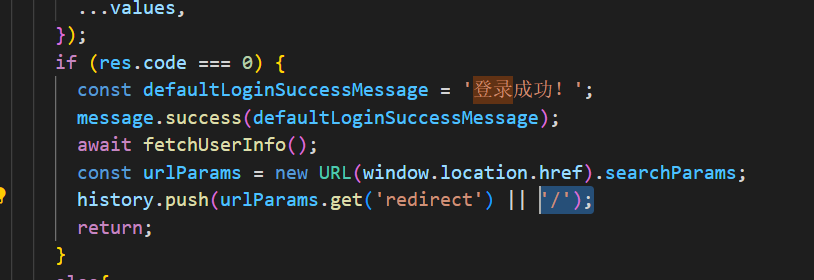 ...values,
});
if (res.code === 0) {
const defaultLoginSuccessMessage = '登录成功！';
message.success(defaultLoginSuccessMessage);
await fetchUserInfo();
const urlParams = new URL(window.location.href).searchParams;
history.push(urlParams.get('redirect') || '/');
return;
}
else{